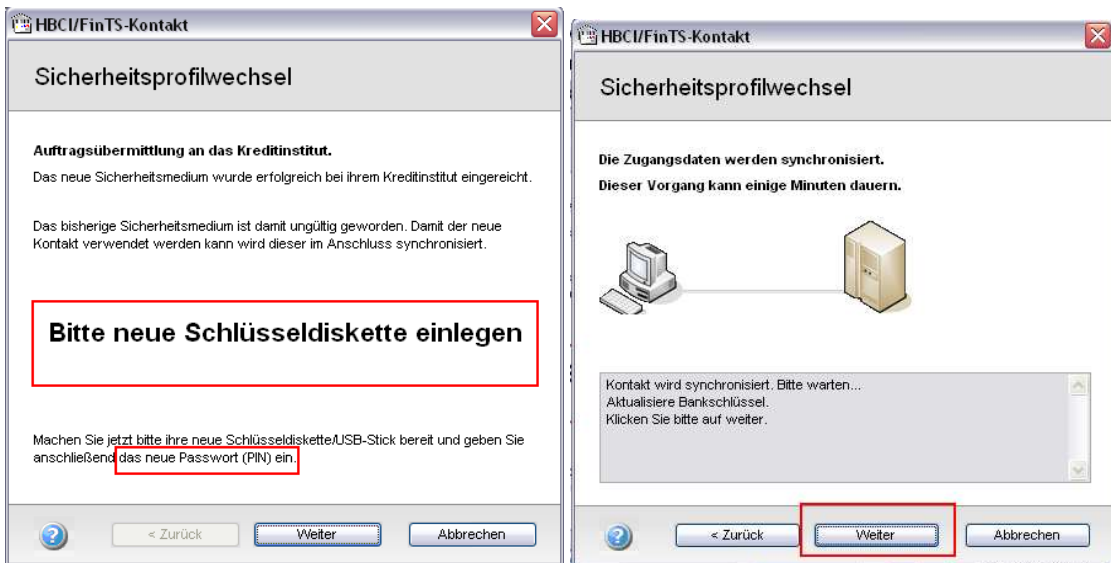 HBCI/FinTS-Kontakt
Sicherheitsprofilwechsel
Auftragsübermittlung an das Kreditinstitut.
Das neue Sicherheitsmedium wurde erfolgreich bei ihrem Kreditinstitut eingereicht.
Das bisherige Sicherheitsmedium ist damit ungültig geworden. Damit der neue
Kontakt verwendet werden kann wird dieser im Anschluss synchronisiert.
Bitte neue Schlüsseldiskette einlegen
Machen Sie jetzt bitte ihre neue Schlüsseldiskette/USB-Stick bereit und geben Sie
anschließend das neue Passwort (PIN) ein.
< Zurück
Weiter
Abbrechen
HBCI/FinTS-Kontakt
Sicherheitsprofilwechsel
Die Zugangsdaten werden synchronisiert.
Dieser Vorgang kann einige Minuten dauern.
Kontakt wird synchronisiert. Bitte warten...
Aktualisiere Bankschlüssel.
Klicken Sie bitte auf weiter.
< Zurück
Weiter
Abbrechen